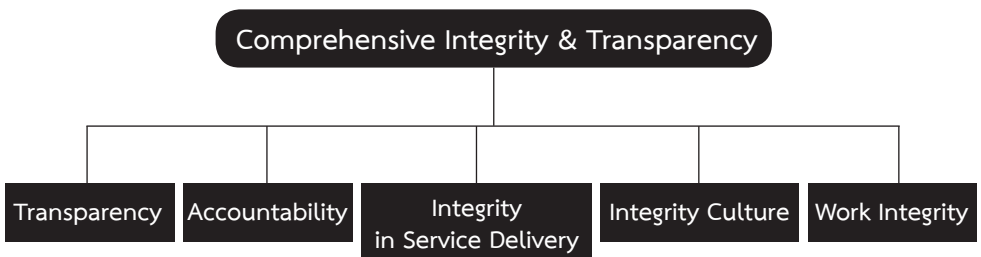 Comprehensive Integrity & Transparency
Transparency
Accountability
Integrity
in Service Delivery
Integrity Culture
Work Integrity